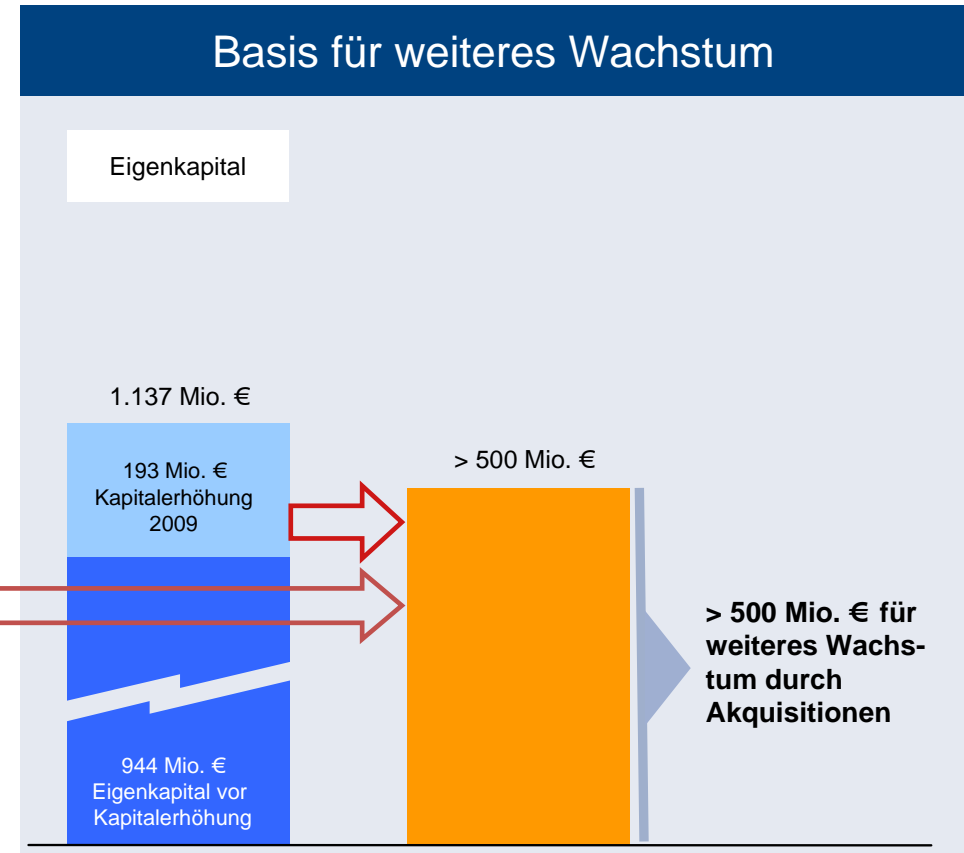 Basis für weiteres Wachstum
Eigenkapital
1.137 Mio. €
193 Mio. €
Kapitalerhöhung
2009
944 Mio. €
Eigenkapital vor
Kapitalerhöhung
> 500 Mio. €
> 500 Mio. € für
weiteres Wachs-
tum durch
Akquisitionen